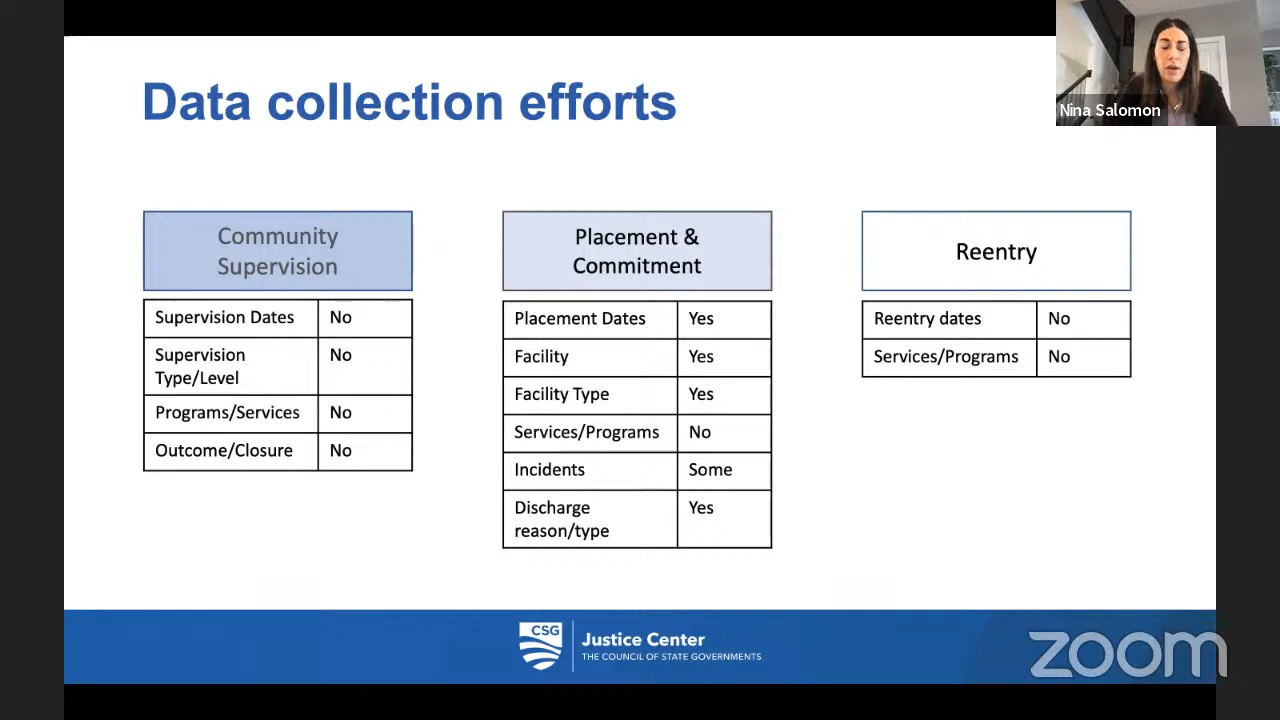 Data collection efforts
Nina Salomon
Community
Supervision
Supervision Dates No
Supervision No
Type/Level
Programs/Services No
Outcome/Closure No
Placement &
Commitment
Placement Dates Yes
Facility Yes
Facility Type Yes
Services/Programs No
Incidents Some
Discharge Yes
reason/type
Reentry
Reentry dates No
Services/Programs No
CSG
Justice Center
THE COUNCIL OF STATE GOVERNMENTS
zoom